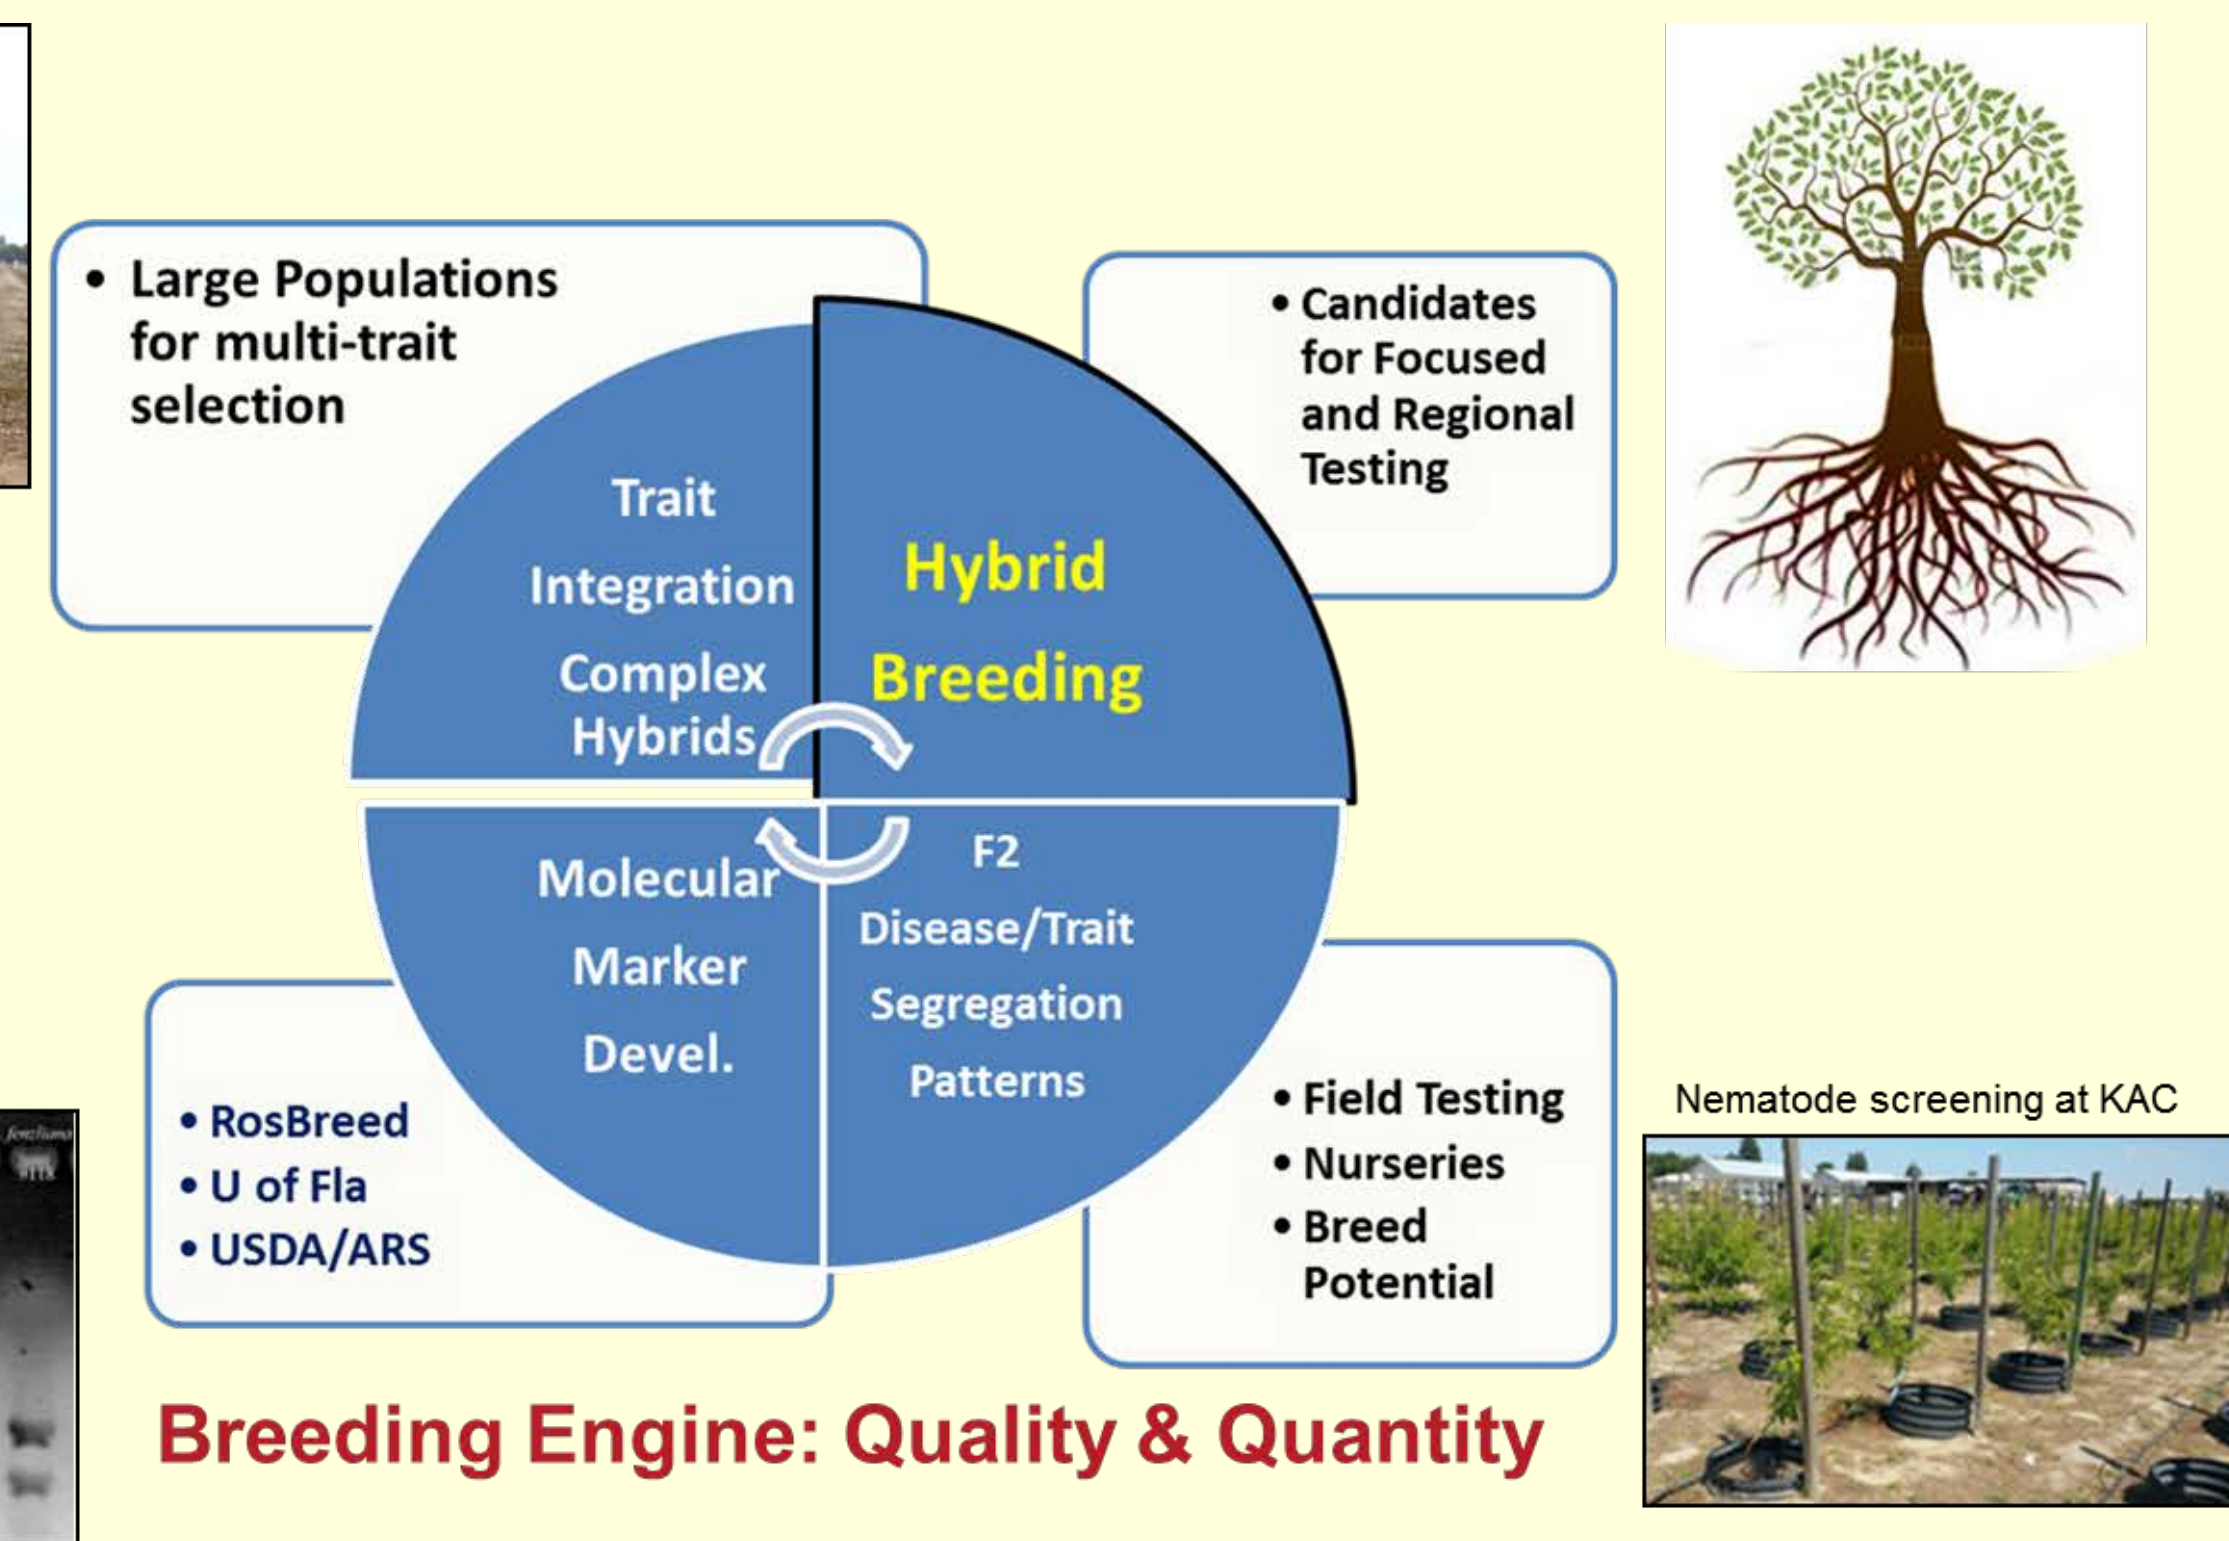 • Large Populations
for multi-trait
selection
• Candidates
for Focused
and Regional
Testing
Trait
Integration
Complex
Hybrids
Hybrid
Breeding
Molecular
Marker
Devel.
F2
Disease/Trait
Segregation
Patterns
• RosBreed
• U of Fla
• USDA/ARS
• Field Testing
• Nurseries
• Breed
Potential
Nematode screening at KAC
fenzliana
Breeding Engine: Quality & Quantity